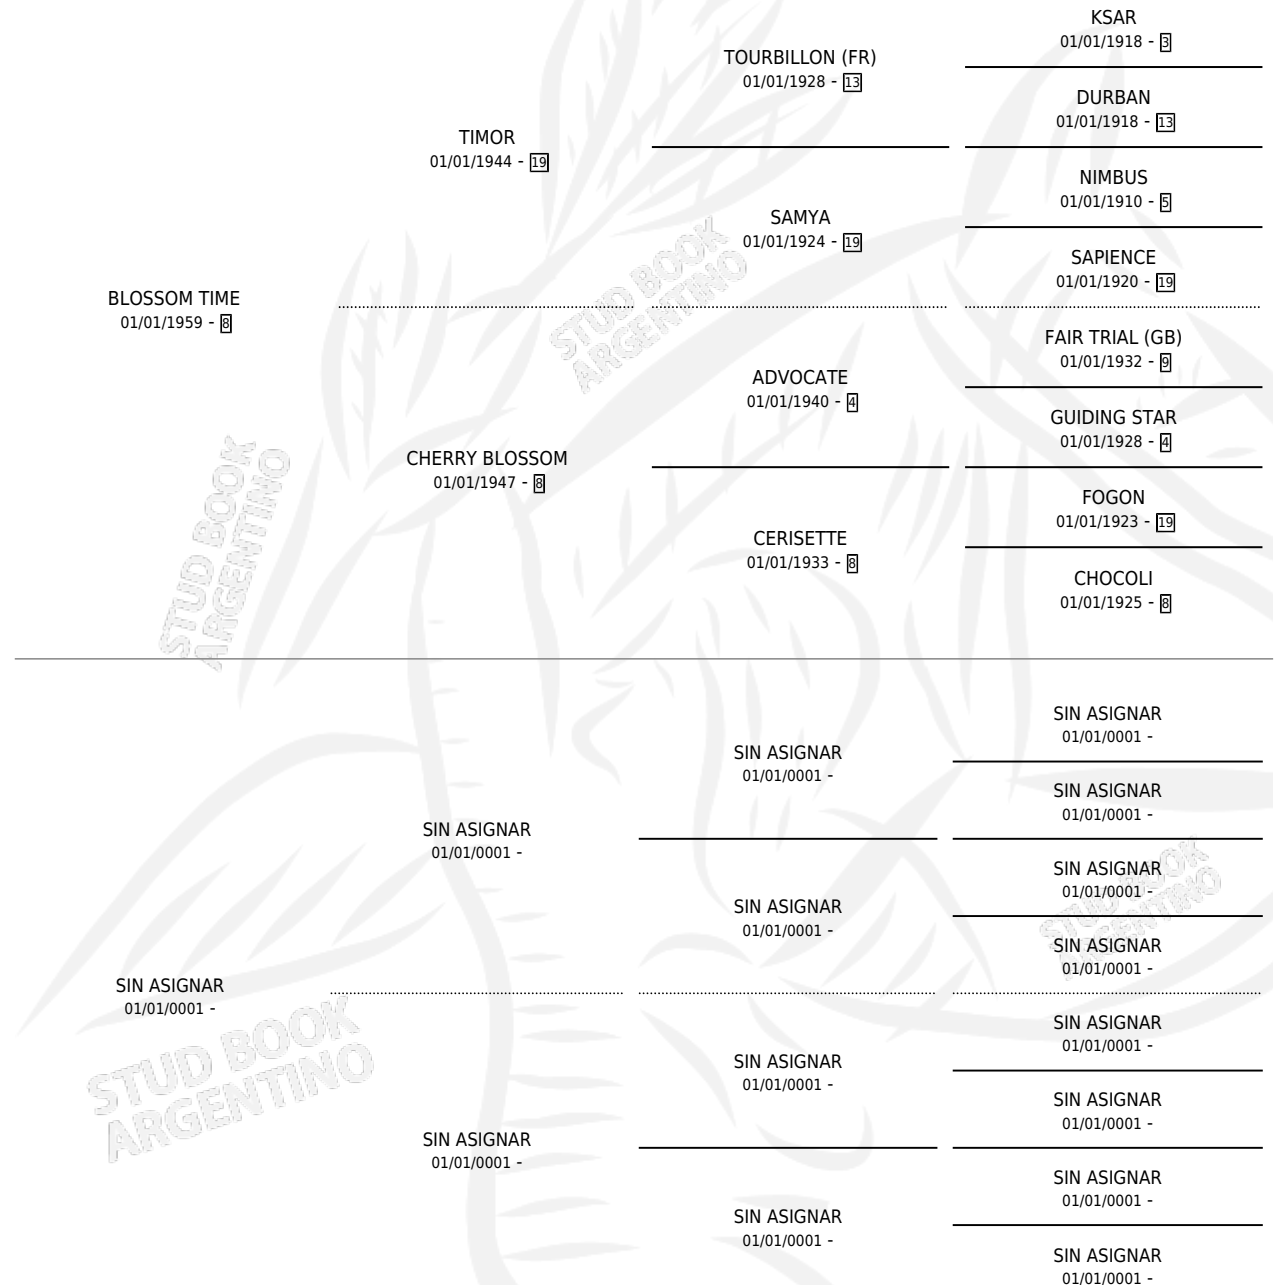 KSAR
01/01/1918 - 3
TOURBILLON (FR)
01/01/1928 - 13
DURBAN
01/01/1918 - 13
TIMOR
01/01/1944 - 19
NIMBUS
01/01/1910 - 5
SAMYA
01/01/1924 - 19
SAPIENCE
01/01/1920 - 19
BLOSSOM TIME
01/01/1959 - 8
FAIR TRIAL (GB)
01/01/1932 - 9
ADVOCATE
01/01/1940 - 4
GUIDING STAR
01/01/1928 - 4
CHERRY BLOSSOM
01/01/1947 - 8
FOGON
01/01/1923 - 19
CERISETTE
01/01/1933 - 8
CHOCOLI
01/01/1925 - 8
STUD BOOK
ARGENTINO
STUD BOOK
ARGENTINO
SIN ASIGNAR
01/01/0001 -
SIN ASIGNAR
01/01/0001 -
SIN ASIGNAR
01/01/0001 -
SIN ASIGNAR
01/01/0001 -
SIN ASIGNAR
01/01/0001 -
SIN ASIGNAR
01/01/0001 -
SIN ASIGNAR
01/01/0001 -
SIN ASIGNAR
01/01/0001 -
SIN ASIGNAR
01/01/0001 -
SIN ASIGNAR
01/01/0001 -
SIN ASIGNAR
01/01/0001 -
SIN ASIGNAR
01/01/0001 -
SIN ASIGNAR
01/01/0001 -
SIN ASIGNAR
01/01/0001 -
SIN ASIGNAR
01/01/0001 -
STUD BOOK
ARGENTINO
STUD BOOK
ARGENTINO